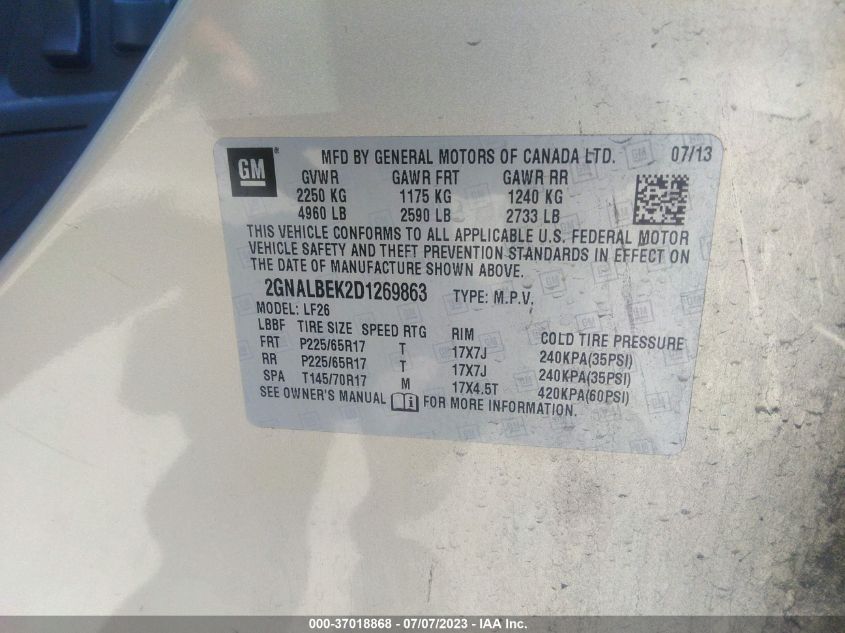 GM ® MFD BY GENERAL MOTORS OF CANADA LTD. 07/13
GVWR GAWR FRT GAWR RR
2250 KG 1175 KG 1240 KG
4960 LB 2590 LB 2733 LB
THIS VEHICLE CONFORMS TO ALL APPLICABLE U.S. FEDERAL MOTOR
VEHICLE SAFETY AND THEFT PREVENTION STANDARDS IN EFFECT ON
THE DATE OF MANUFACTURE SHOWN ABOVE.
2GNALBEK2D1269863 TYPE: M.P.V.
MODEL: LF26
LBBF TIRE SIZE SPEED RTG RIM COLD TIRE PRESSURE
FRT P225/65R17 T 17X7J 240KPA(35PSI)
RR P225/65R17 T 17X7J 240KPA(35PSI)
SPA T145/70R17 M 17X4.5T 420KPA(60PSI)
SEE OWNER'S MANUAL i FOR MORE INFORMATION.
000-37018868 - 07/07/2023 - IAA Inc.